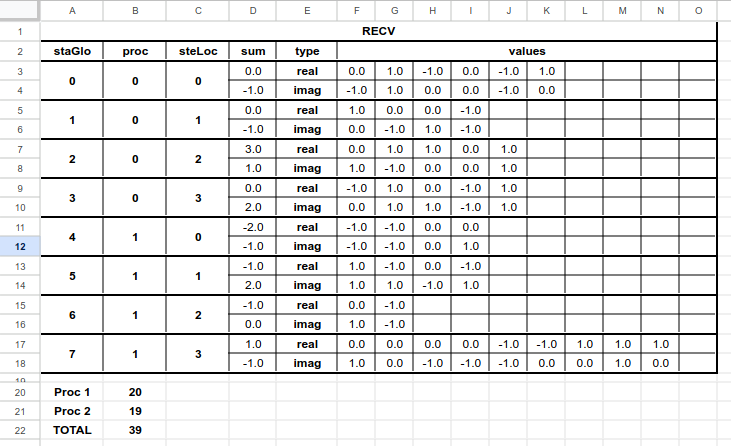 A B C D E F G H I J K L M N O
1 RECV
2 staGlo proc steLoc sum type values
3 0 0 0 0.0 real 0.0 1.0 -1.0 0.0 -1.0 1.0
4 -1.0 imag -1.0 1.0 0.0 0.0 -1.0 0.0
5 1 0 1 0.0 real 1.0 0.0 0.0 -1.0
6 -1.0 imag 0.0 -1.0 1.0 -1.0
7 2 0 2 3.0 real 0.0 1.0 1.0 0.0 1.0
8 1.0 imag 1.0 -1.0 0.0 0.0 1.0
9 3 0 3 0.0 real -1.0 1.0 0.0 -1.0 1.0
10 2.0 imag 0.0 1.0 1.0 -1.0 1.0
11 4 1 0 -2.0 real -1.0 -1.0 0.0 0.0
12 -1.0 imag -1.0 -1.0 0.0 1.0
13 5 1 1 -1.0 real 1.0 -1.0 0.0 -1.0
14 2.0 imag 1.0 1.0 -1.0 1.0
15 6 1 2 -1.0 real 0.0 -1.0
16 0.0 imag 1.0 -1.0
17 7 1 3 1.0 real 0.0 0.0 0.0 0.0 -1.0 -1.0 1.0 1.0 1.0
18 -1.0 imag 1.0 0.0 -1.0 -1.0 -1.0 0.0 0.0 1.0 0.0
19
20 Proc 1 20
21 Proc 2 19
22 TOTAL 39